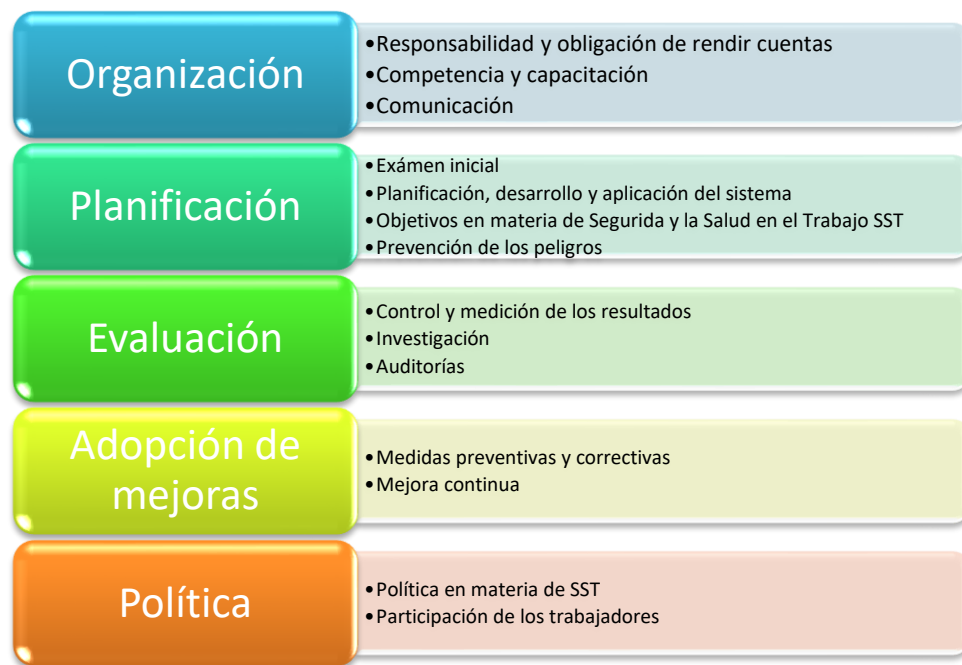 Organización
•Responsabilidad y obligación de rendir cuentas
•Competencia y capacitación
•Comunicación
Planificación
•Exámen inicial
•Planificación, desarrollo y aplicación del sistema
•Objetivos en materia de Segurida y la Salud en el Trabajo SST
•Prevención de los peligros
Evaluación
•Control y medición de los resultados
•Investigación
•Auditorías
Adopción de
mejoras
•Medidas preventivas y correctivas
•Mejora continua
Política
•Política en materia de SST
•Participación de los trabajadores